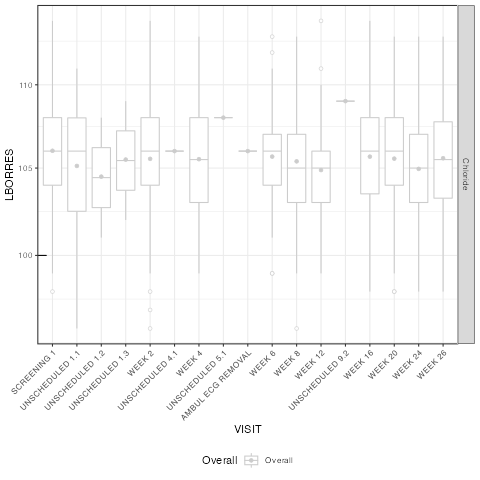 LBORRES
110
105
100
Chloride
SCREENING 1
UNSCHEDULED 1.1
UNSCHEDULED 1.2
UNSCHEDULED 1.3
WEEK 2
UNSCHEDULED 4.1
WEEK 4
UNSCHEDULED 5.1
AMBUL ECG REMOVAL
WEEK 6
WEEK 8
WEEK 12
UNSCHEDULED 9.2
WEEK 16
WEEK 20
WEEK 24
WEEK 26
VISIT
Overall Overall